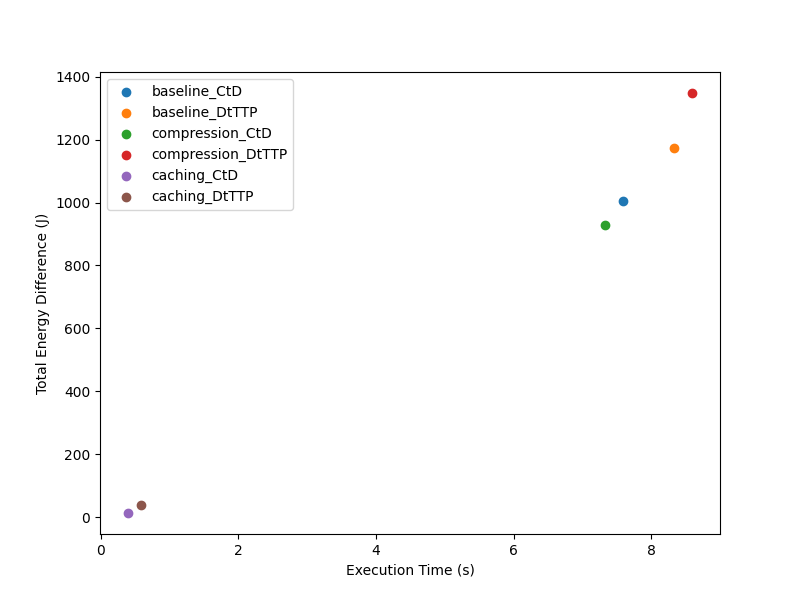 baseline_CtD
baseline_DtTTP
compression_CtD
compression_DtTTP
caching_CtD
caching_DtTTP
1400
1200
1000
800
600
400
200
0
Total Energy Difference (J)
0 2 4 6 8
Execution Time (s)